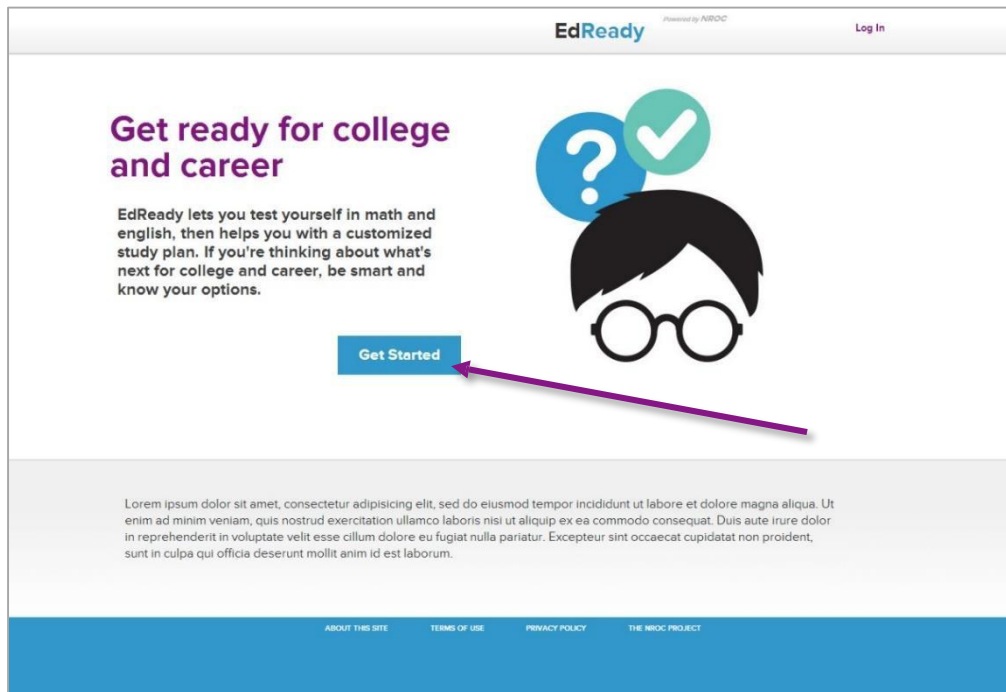 Powered by NROC
EdReady
Log In
Get ready for college
and career
EdReady lets you test yourself in math and
english, then helps you with a customized
study plan. If you're thinking about what's
next for college and career, be smart and
know your options.
?
Get Started
Lorem ipsum dolor sit amet, consectetur adipisicing elit, sed do eiusmod tempor incididunt ut labore et dolore magna aliqua. Ut
enim ad minim veniam, quis nostrud exercitation ullamco laboris nisi ut aliquip ex ea commodo consequat. Duis aute irure dolor
in reprehenderit in voluptate velit esse cillum dolore eu fugiat nulla pariatur. Excepteur sint occaecat cupidatat non proident,
sunt in culpa qui officia deserunt mollit anim id est laborum.
ABOUT THIS SITE TERMS OF USE PRIVACY POLICY THE NROC PROJECT